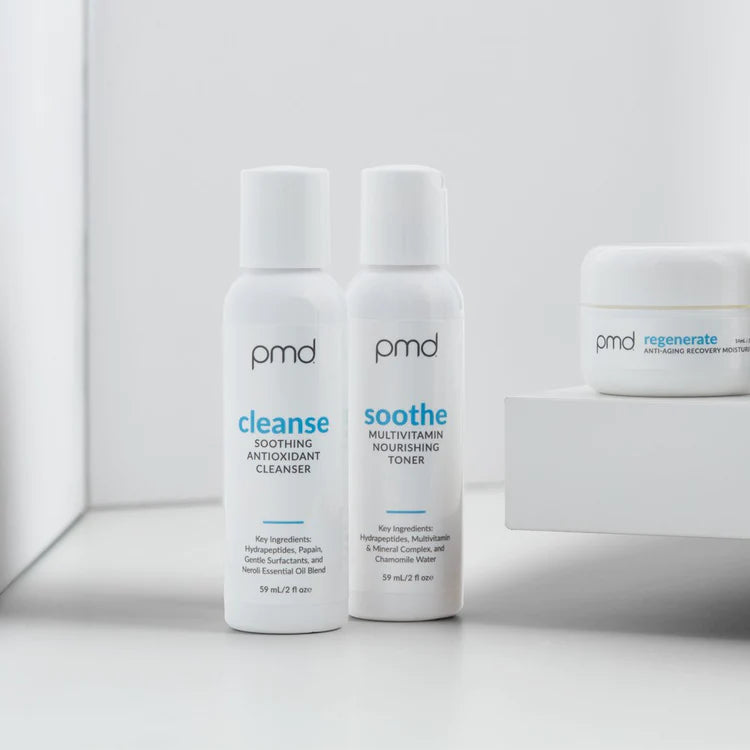 pmd
cleanse
SOOTHING
ANTIOXIDANT
CLEANSER
Key Ingredients:
Hydrapeptides, Papain,
Gentle Surfactants, and
Neroli Essential Oil Blend
59 mL/2 fl oz℮
pmd
soothe
MULTIVITAMIN
NOURISHING
TONER
Key Ingredients:
Hydrapeptides, Multivitamin
& Mineral Complex, and
Chamomile Water
59 mL/2 fl oz℮
pmd
regenerate
ANTI-AGING RECOVERY MOISTURI